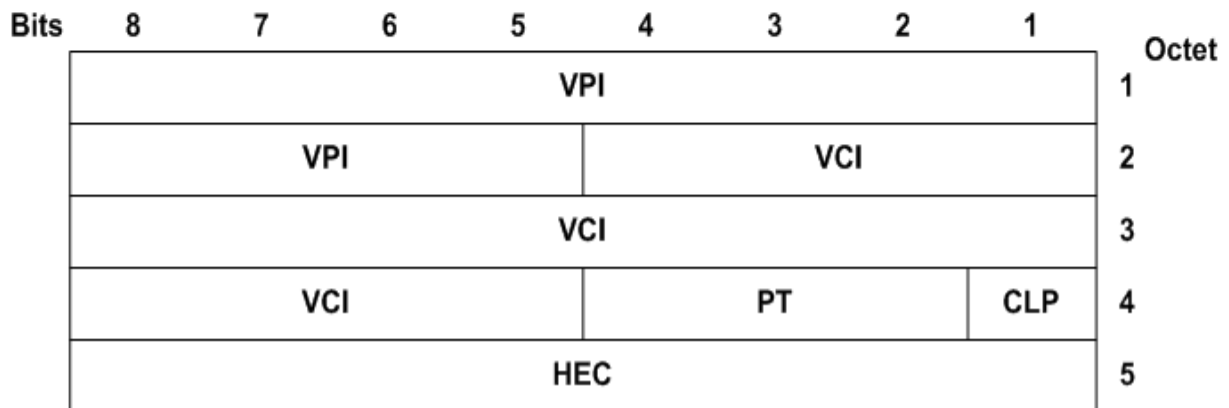 Bits 8 7 6 5 4 3 2 1 Octet
VPI 1
VPI VCI 2
VCI 3
VCI PT CLP 4
HEC 5